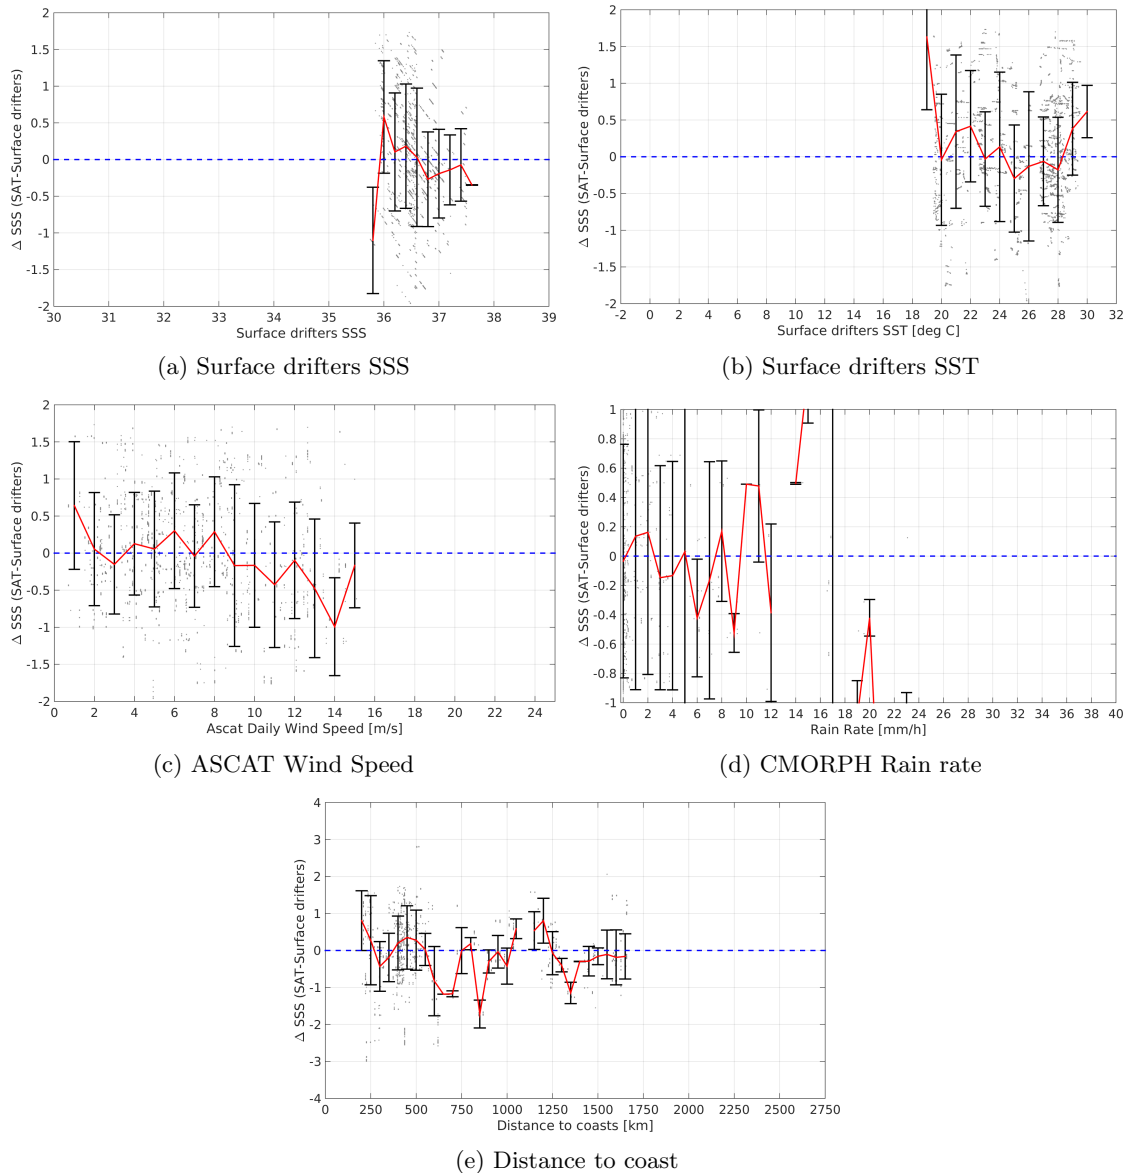 2
1.5
1
0.5
0
-0.5
-1
-1.5
-2
30 31 32 33 34 35 36 37 38 39
Δ SSS (SAT-Surface drifters)
Surface drifters SSS
(a) Surface drifters SSS
2
1.5
1
0.5
0
-0.5
-1
-1.5
-2
-2 0 2 4 6 8 10 12 14 16 18 20 22 24 26 28 30 32
Δ SSS (SAT-Surface drifters)
Surface drifters SST [deg C]
(b) Surface drifters SST
2
1.5
1
0.5
0
-0.5
-1
-1.5
-2
0 2 4 6 8 10 12 14 16 18 20 22 24
Δ SSS (SAT-Surface drifters)
Ascat Daily Wind Speed [m/s]
(c) ASCAT Wind Speed
1
0.8
0.6
0.4
0.2
0
-0.2
-0.4
-0.6
-0.8
-1
0 2 4 6 8 10 12 14 16 18 20 22 24 26 28 30 32 34 36 38 40
Δ SSS (SAT-Surface drifters)
Rain Rate [mm/h]
(d) CMORPH Rain rate
4
3
2
1
0
-1
-2
-3
-4
0 250 500 750 1000 1250 1500 1750 2000 2250 2500 2750
Δ SSS (SAT-Surface drifters)
Distance to coasts [km]
(e) Distance to coast